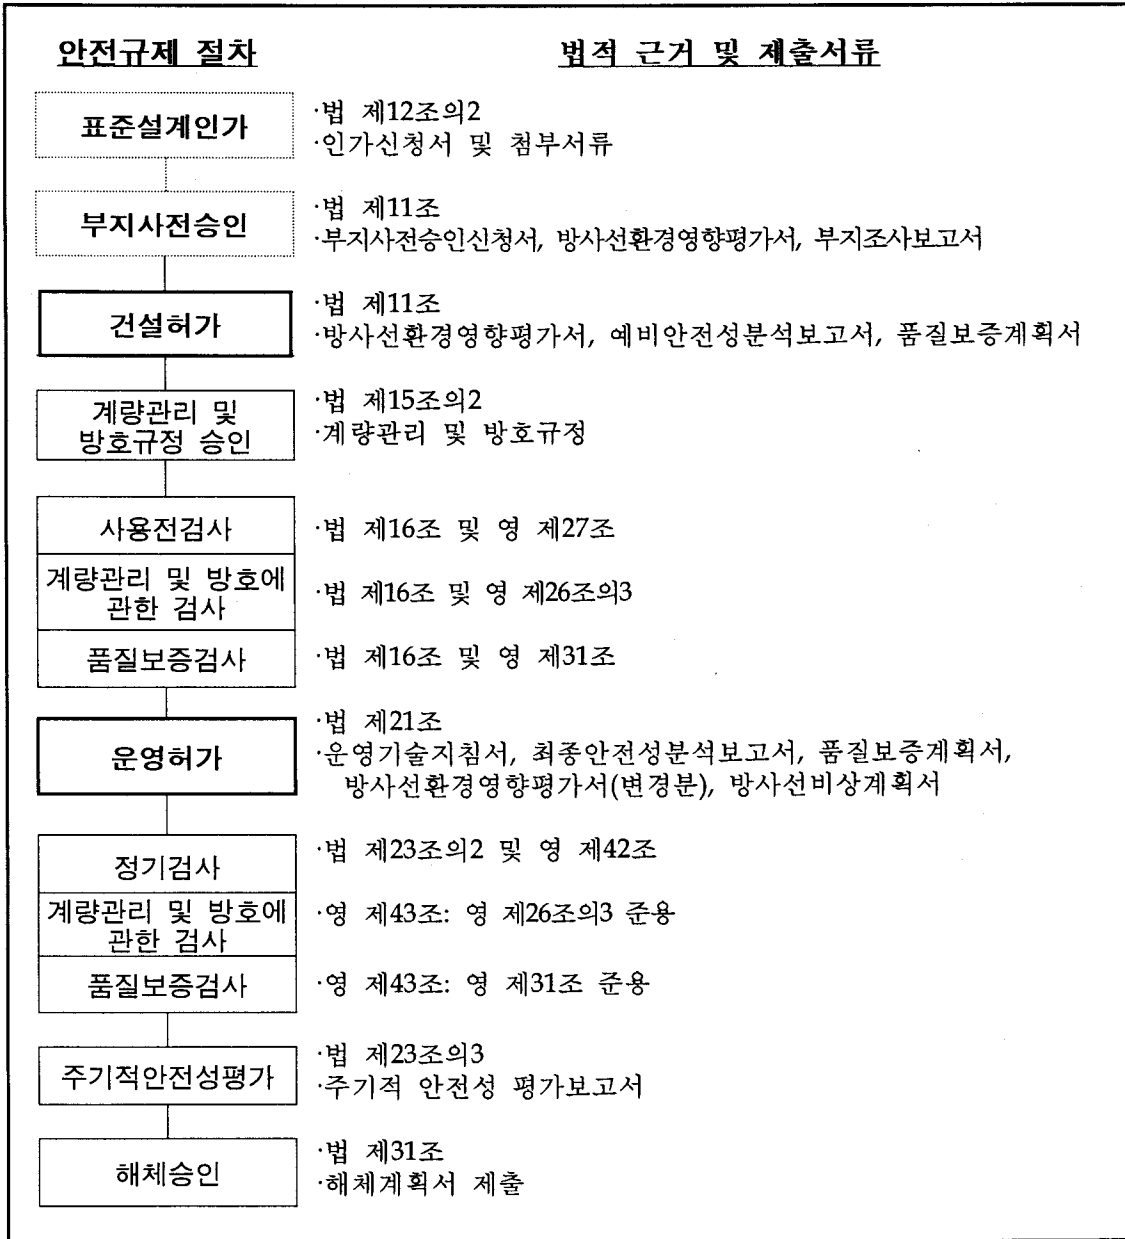 안전규제 절차
법적 근거 및 제출서류
표준설계인가
·법 제12조의2
·인가신청서 및 첨부서류
부지사전승인
·법 제11조
·부지사전승인신청서, 방사선환경영향평가서, 부지조사보고서
건설허가
·법 제11조
·방사선환경영향평가서, 예비안전성분석보고서, 품질보증계획서
계량관리 및
방호규정 승인
·법 제15조의2
·계량관리 및 방호규정
사용전검사
·법 제16조 및 영 제27조
계량관리 및 방호에
관한 검사
·법 제16조 및 영 제26조의3
품질보증검사
·법 제16조 및 영 제31조
운영허가
·법 제21조
·운영기술지침서, 최종안전성분석보고서, 품질보증계획서,
방사선환경영향평가서(변경분), 방사선비상계획서
정기검사
·법 제23조의2 및 영 제42조
계량관리 및 방호에
관한 검사
·영 제43조: 영 제26조의3 준용
품질보증검사
·영 제43조: 영 제31조 준용
주기적안전성평가
·법 제23조의3
·주기적 안전성 평가보고서
해체승인
·법 제31조
·해체계획서 제출